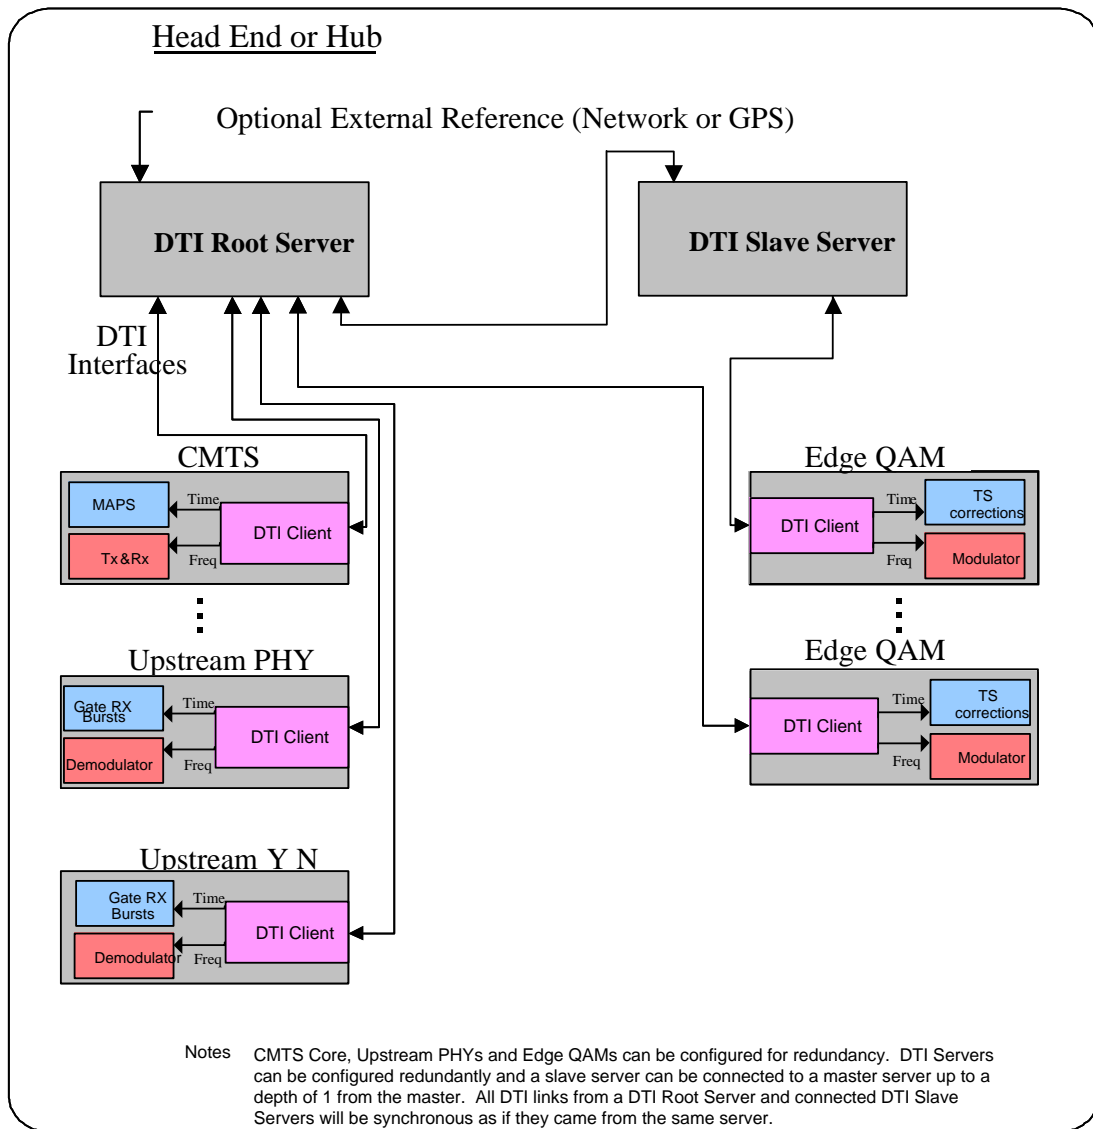 Head End or Hub
Optional External Reference (Network or GPS)
DTI Root Server
DTI Slave Server
DTI
Interfaces
CMTS
MAPS
Time
Tx &Rx
Freq
DTI Client
Edge QAM
DTI Client
Time
TS
corrections
Freq
Modulator
Upstream PHY
Gate RX
Bursts
Time
Demodulator
Freq
DTI Client
Edge QAM
DTI Client
Time
TS
corrections
Freq
Modulator
Upstream Y N
Gate RX
Bursts
Time
Demodulator
Freq
DTI Client
Notes CMTS Core, Upstream PHYs and Edge QAMs can be configured for redundancy. DTI Servers
can be configured redundantly and a slave server can be connected to a master server up to a
depth of 1 from the master. All DTI links from a DTI Root Server and connected DTI Slave
Servers will be synchronous as if they came from the same server.